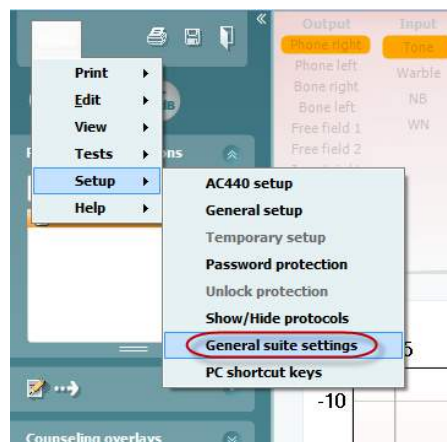 Output Input
Phone right Tone
Phone left Warble
Bone right NB
Bone left WN
Free field 1
Free field 2
Print
Edit
View
Tests
Setup
Help
AC440 setup
General setup
Temporary setup
Password protection
Unlock protection
Show/Hide protocols
General suite settings
PC shortcut keys
-10
Counseling overlays